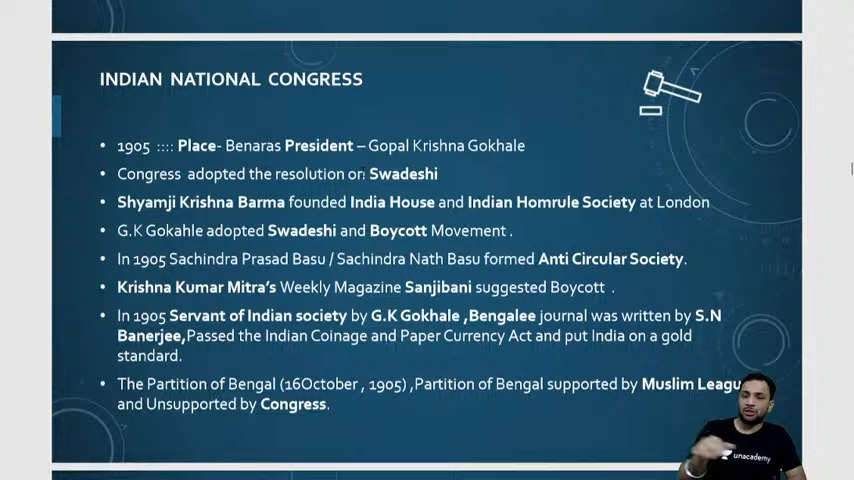 INDIAN NATIONAL CONGRESS
• 1905 :::: Place- Benaras President – Gopal Krishna Gokhale
• Congress adopted the resolution on Swadeshi
• Shyamji Krishna Barma founded India House and Indian Homrule Society at London
• G.K Gokahle adopted Swadeshi and Boycott Movement .
• In 1905 Sachindra Prasad Basu / Sachindra Nath Basu formed Anti Circular Society.
• Krishna Kumar Mitra's Weekly Magazine Sanjibani suggested Boycott .
• In 1905 Servant of Indian society by G.K Gokhale ,Bengalee journal was written by S.N
Banerjee,Passed the Indian Coinage and Paper Currency Act and put India on a gold
standard.
• The Partition of Bengal (16October , 1905) ,Partition of Bengal supported by Muslim Leagu
and Unsupported by Congress.
unacademy